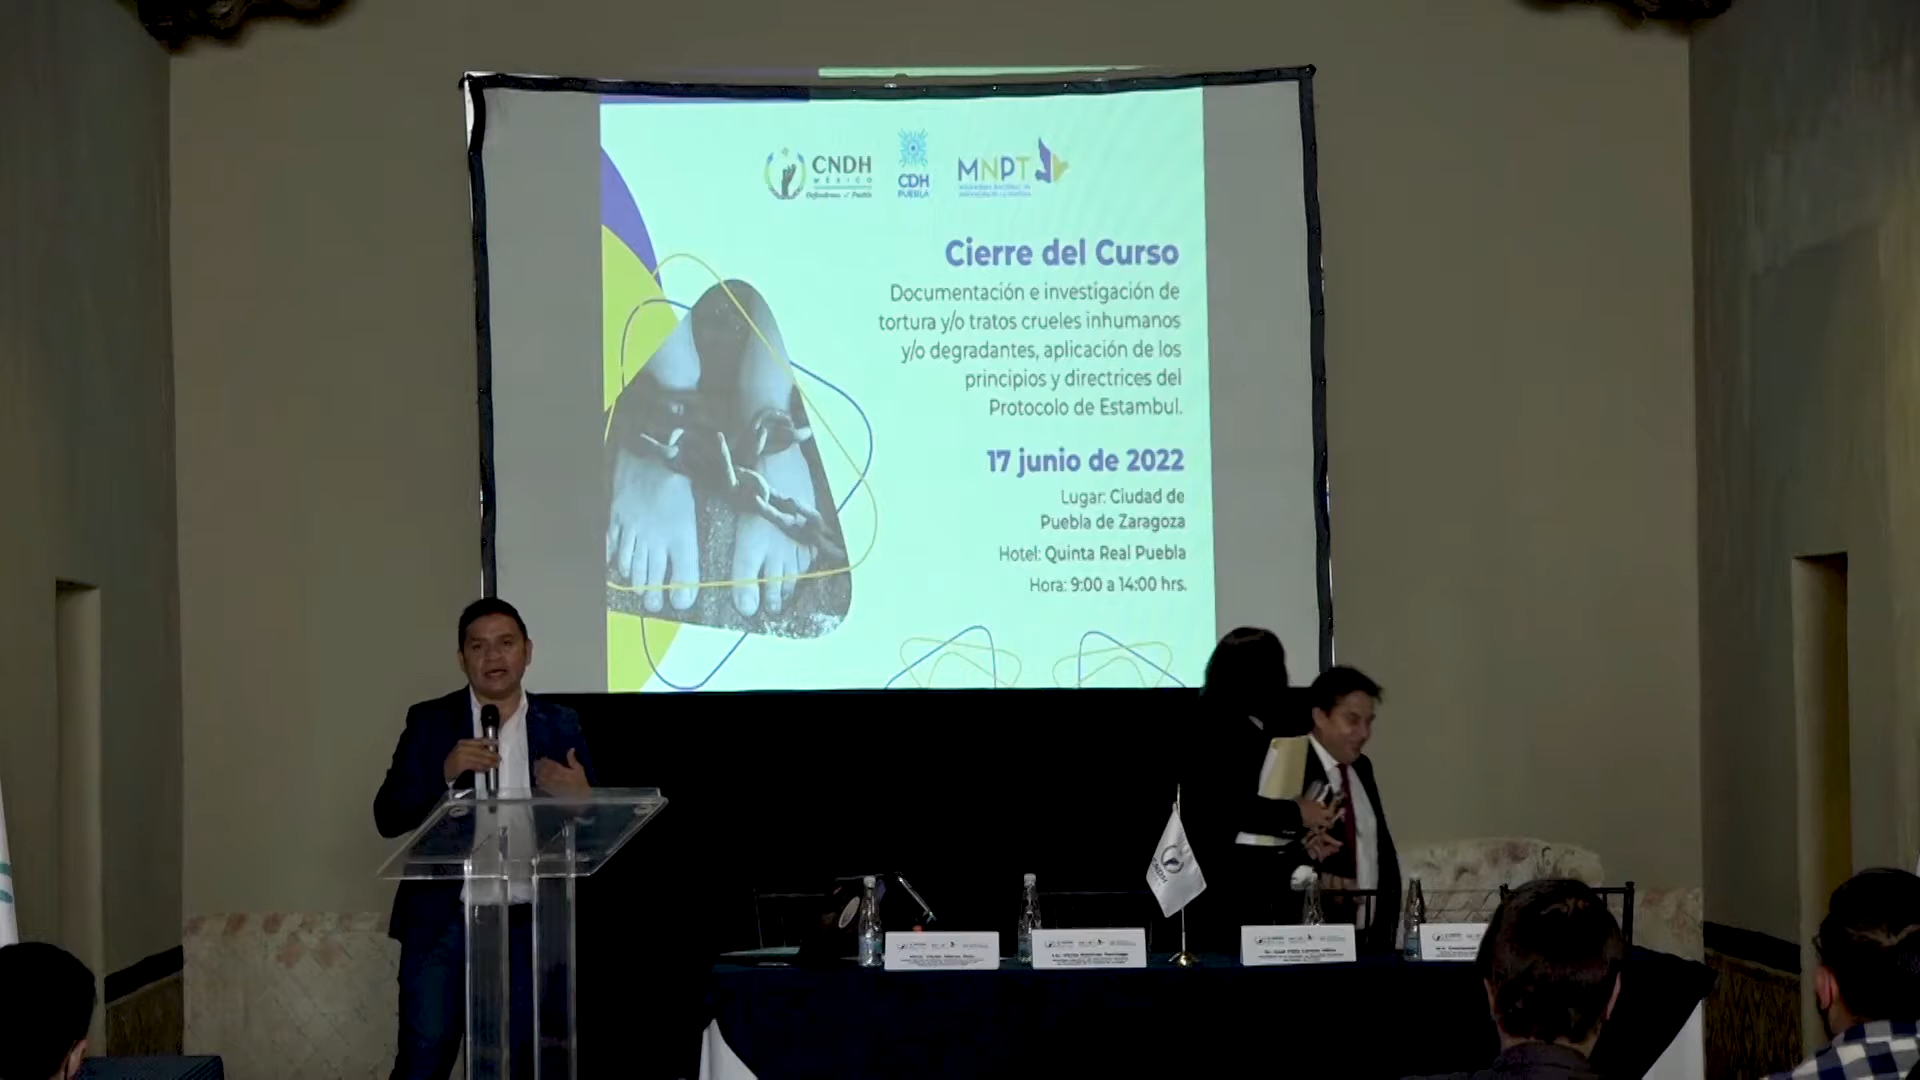 CNDH
MÉXICO
Defendemos al Pueblo
CDH
PUEBLA
MNPT
Cierre del Curso
Documentación e investigación de
tortura y/o tratos crueles inhumanos
y/o degradantes, aplicación de los
principios y directrices del
Protocolo de Estambul.
17 junio de 2022
Lugar: Ciudad de
Puebla de Zaragoza
Hotel: Quinta Real Puebla
Hora: 9:00 a 14:00 hrs.
CNDH